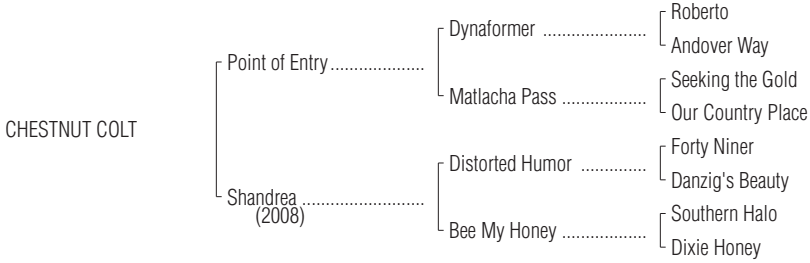 Roberto
Dynaformer ......................
Andover Way
Point of Entry....................
Seeking the Gold
Matlacha Pass ..................
Our Country Place
CHESTNUT COLT
Forty Niner
Distorted Humor ..............
Danzig's Beauty
Shandrea ..........................
(2008)
Southern Halo
Bee My Honey ..................
Dixie Honey